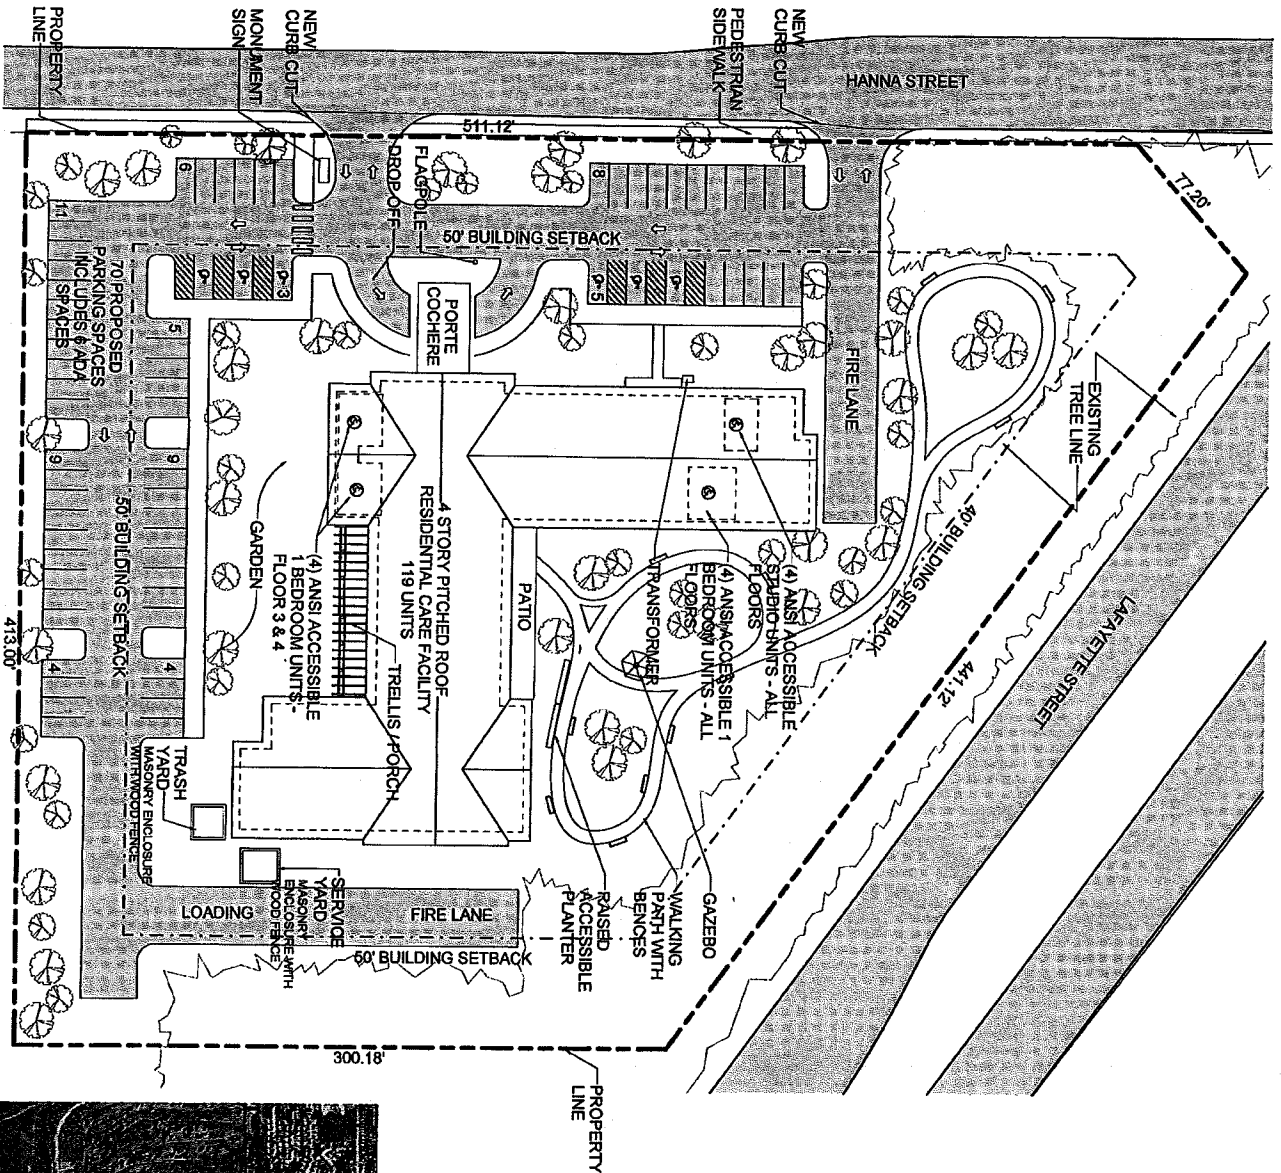 NEW
CURB CUT
MONUMENT
SIGN
PROPERTY
LINE
NEW
CURB CUT
PEDESTRIAN
SIDEWALK
HANNA STREET
511.12'
77.20'
FLAGPOLE
DROP OFF
6
8
11
50' BUILDING SETBACK
3
5
5
70 PROPOSED
PARKING SPACES
INCLUDES 6 ADA
SPACES
PORTE
COCHERE
FIRE LANE
EXISTING
TREE LINE
9
9
4
4
50' BUILDING SETBACK
413.00'
GARDEN
4 STORY PITCHED ROOF
RESIDENTIAL CARE FACILITY
119 UNITS
(4) ANSI ACCESSIBLE
1 BEDROOM UNITS -
FLOOR 3 & 4
TRELLIS / PORCH
PATIO
(4) ANSI ACCESSIBLE
STUDIO UNITS - ALL
FLOORS
(4) ANSI ACCESSIBLE 1
BEDROOM UNITS - ALL
FLOORS
TRANSFORMER
40' BUILDING SETBACK
441.12'
LAFAYETTE STREET
TRASH
YARD
MASONRY ENCLOSURE
WITH WOOD FENCE
SERVICE
YARD
MASONRY
ENCLOSURE WITH
WOOD FENCE
LOADING
FIRE LANE
50' BUILDING SETBACK
GAZEBO
WALKING
PATH WITH
BENCES
RAISED
ACCESSIBLE
PLANTER
300.18'
PROPERTY
LINE